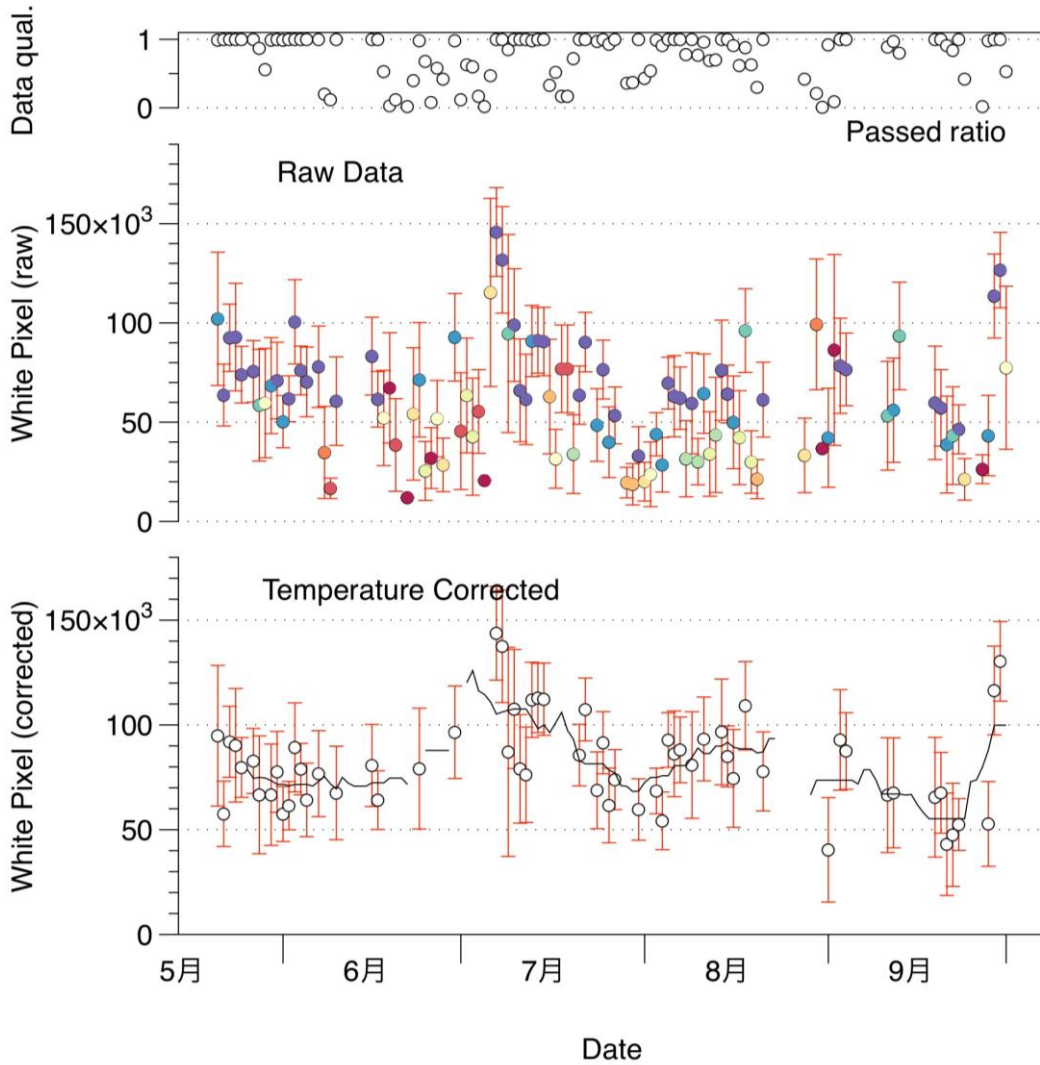 Data qual.
1
0
Passed ratio
White Pixel (raw)
Raw Data
150×10³
100
50
0
White Pixel (corrected)
Temperature Corrected
150×10³
100
50
0
5月 6月 7月 8月 9月
Date